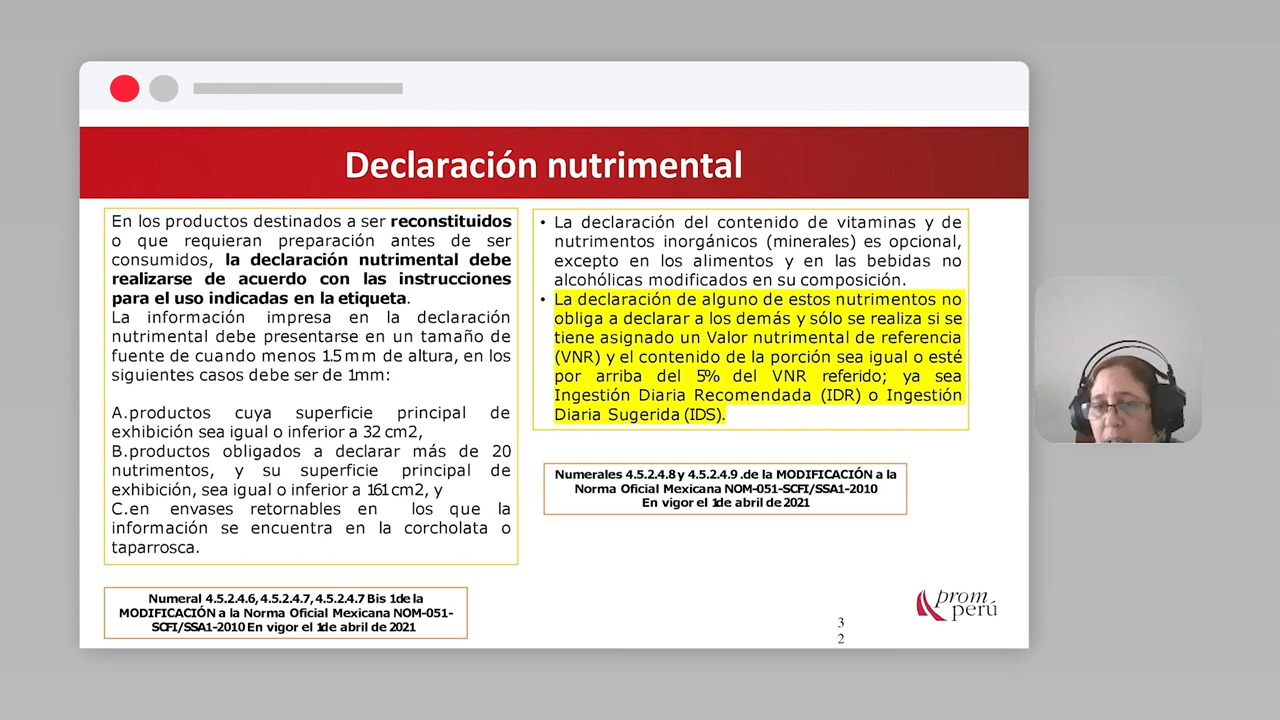 Declaración nutrimental
En los productos destinados a ser reconstituidos
o que requieran preparación antes de ser
consumidos, la declaración nutrimental debe
realizarse de acuerdo con las instrucciones
para el uso indicadas en la etiqueta.
La información impresa en la declaración
nutrimental debe presentarse en un tamaño de
fuente de cuando menos 1.5 mm de altura, en los
siguientes casos debe ser de 1mm:
A.productos cuya superficie principal de
exhibición sea igual o inferior a 32 cm2,
B.productos obligados a declarar más de 20
nutrimentos, y su superficie principal de
exhibición, sea igual o inferior a 161 cm2, y
C.en envases retornables en los que la
información se encuentra en la corcholata o
taparrosca.
Numeral 4.5.2.4.6, 4.5.2.4.7, 4.5.2.4.7 Bis 1de la
MODIFICACIÓN a la Norma Oficial Mexicana NOM-051-
SCFI/SSA1-2010 En vigor el 1de abril de 2021
• La declaración del contenido de vitaminas y de
nutrimentos inorgánicos (minerales) es opcional,
excepto en los alimentos y en las bebidas no
alcohólicas modificados en su composición.
• La declaración de alguno de estos nutrimentos no
obliga a declarar a los demás y sólo se realiza si se
tiene asignado un Valor nutrimental de referencia
(VNR) y el contenido de la porción sea igual o esté
por arriba del 5% del VNR referido; ya sea
Ingestión Diaria Recomendada (IDR) o Ingestión
Diaria Sugerida (IDS).
Numerales 4.5.2.4.8 y 4.5.2.4.9 .de la MODIFICACIÓN a la
Norma Oficial Mexicana NOM-051-SCFI/SSA1-2010
En vigor el 1de abril de 2021
prom
perú
3
2